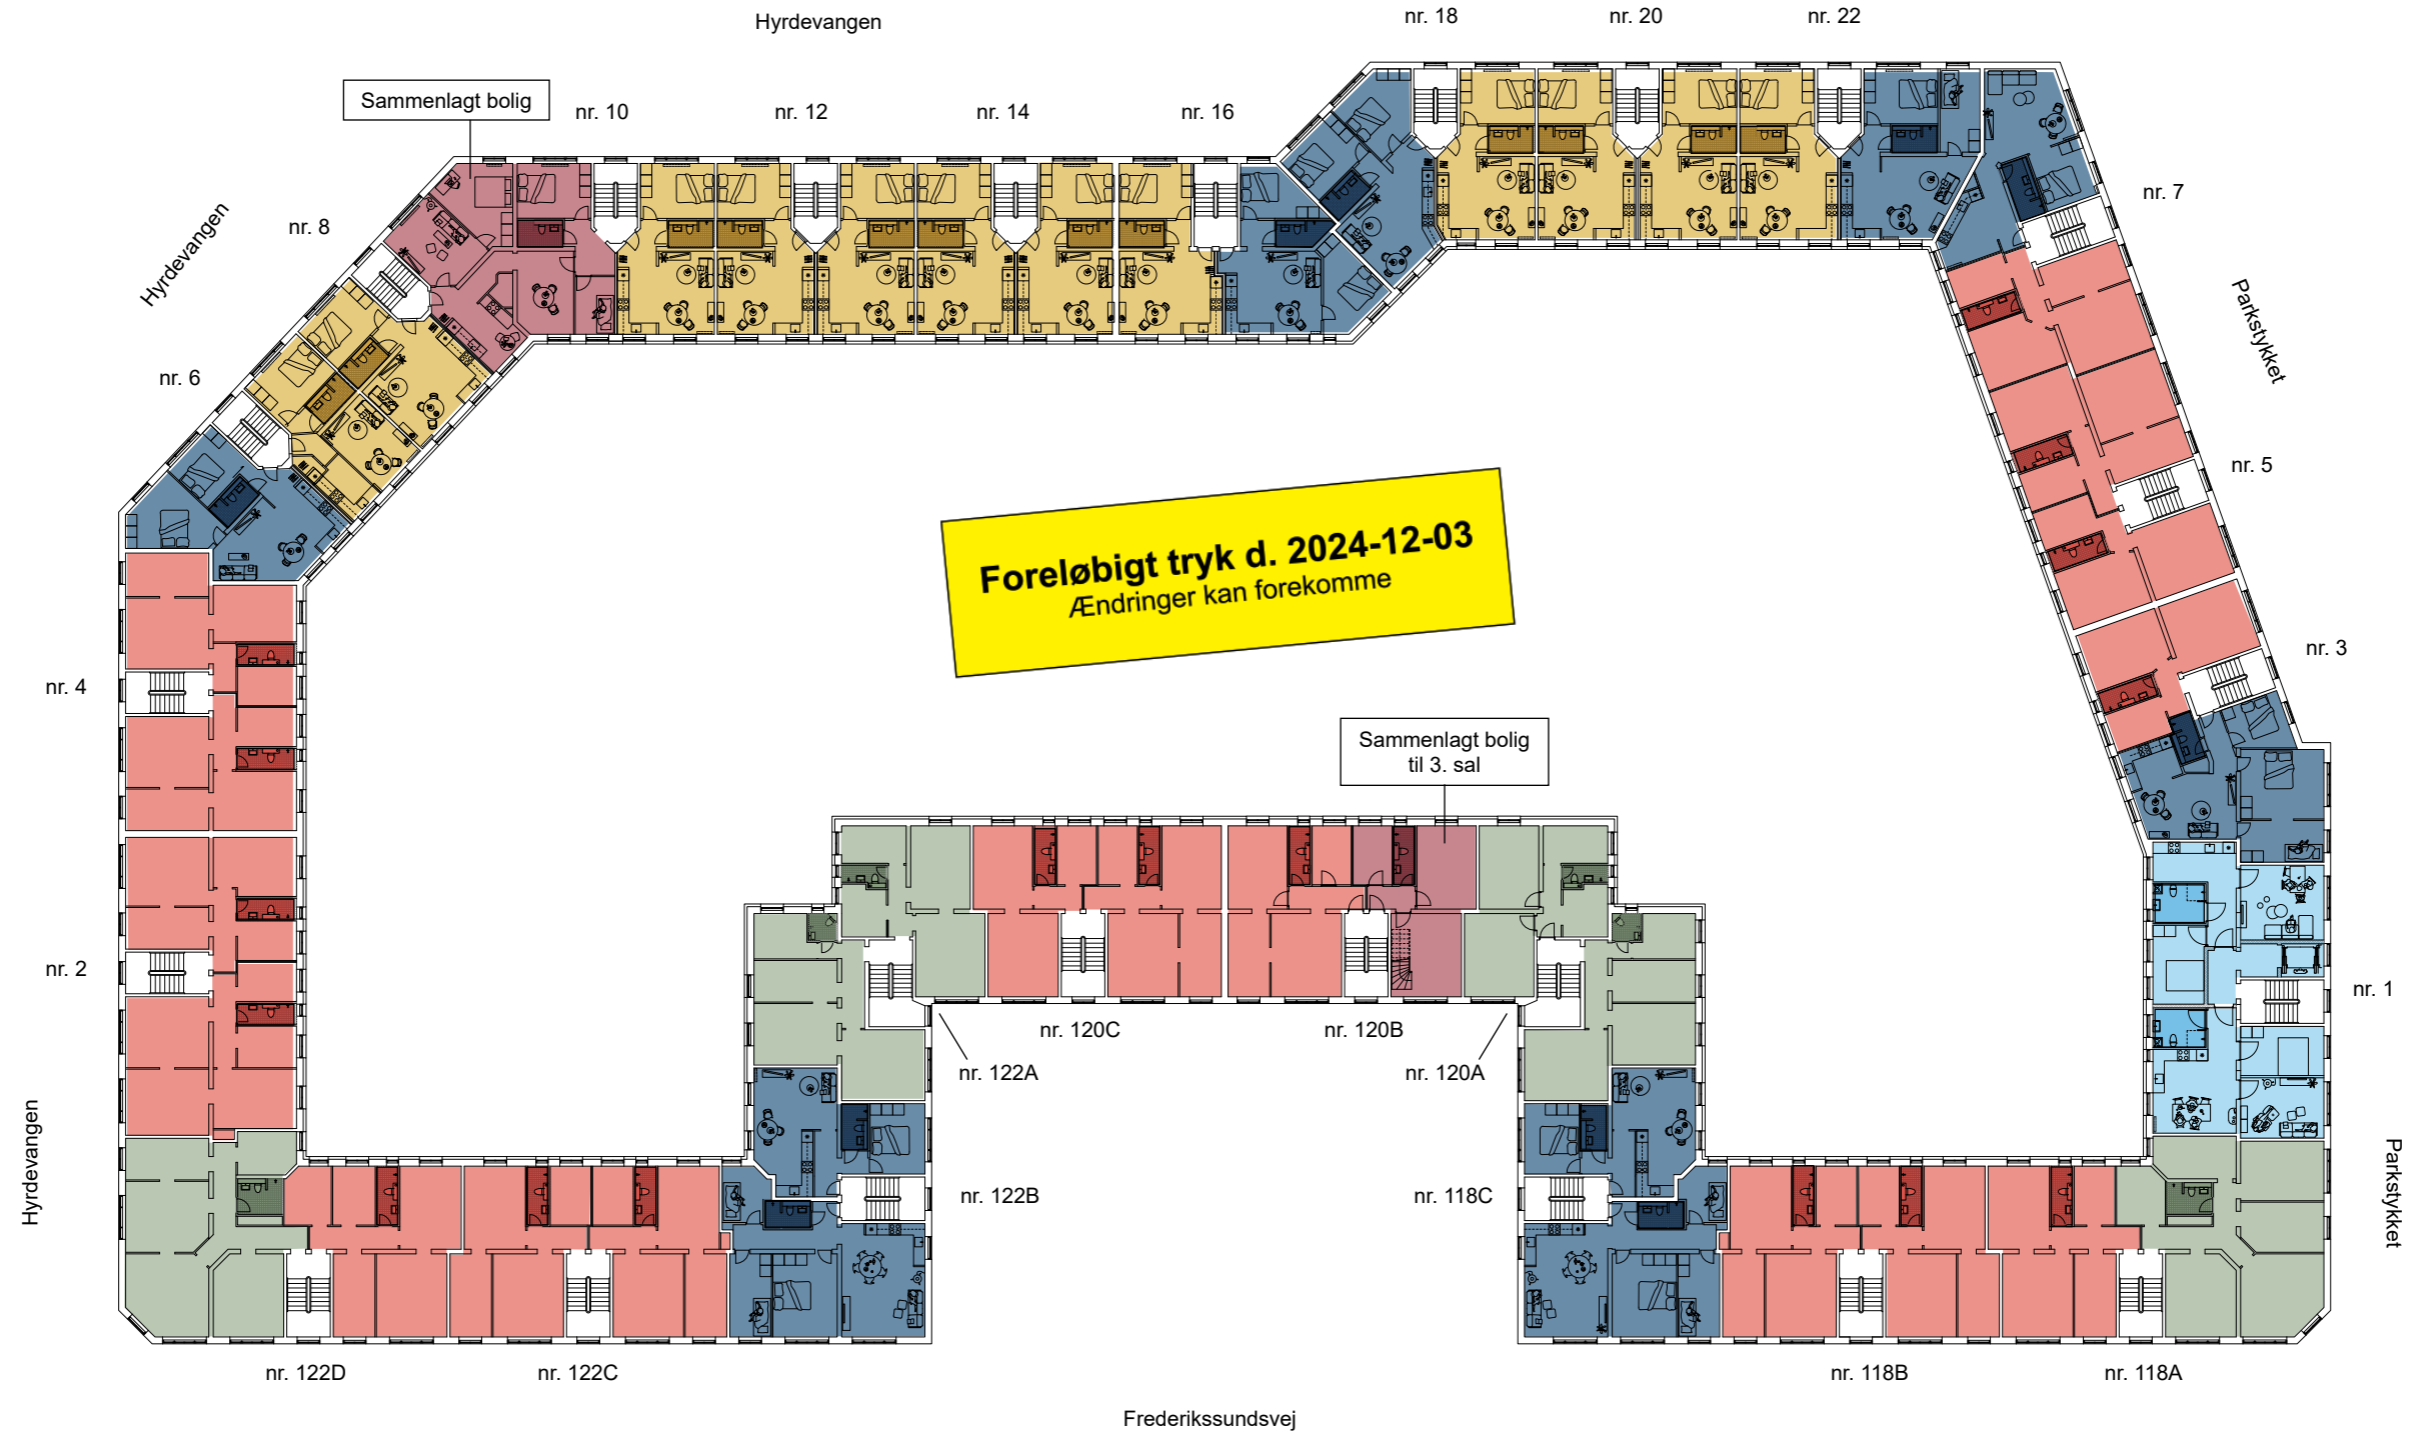 nr. 18
nr. 20
nr. 22
Hyrdevangen
Sammenlagt bolig
nr. 10
nr. 12
nr. 14
nr. 16
nr. 7
nr. 8
Hyrdevangen
Parkstykket
nr. 6
nr. 5
Foreløbigt tryk d. 2024-12-03
Ændringer kan forekomme
nr. 3
nr. 4
Sammenlagt bolig
til 3. sal
nr. 2
nr. 1
nr. 120C
nr. 120B
nr. 122A
nr. 120A
Hyrdevangen
Parkstykket
nr. 122B
nr. 118C
nr. 122D
nr. 122C
nr. 118B
nr. 118A
Frederikssundsvej